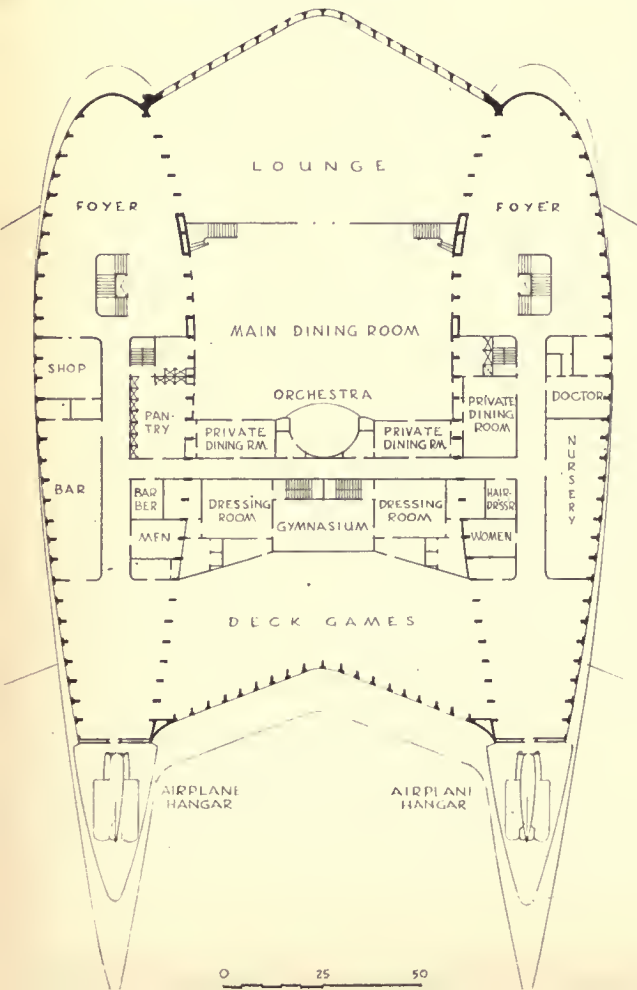 LOUNGE
FOYER
FOYER
MAIN DINING ROOM
SHOP
ORCHESTRA
PAN-
TRY
PRIVATE
DINING RM.
PRIVATE
DINING RM.
PRIVATE
DINING
ROOM
DOCTOR
BAR
NURSERY
BAR
BER
DRESSING
ROOM
GYMNASIUM
DRESSING
ROOM
HAIR-
DR'SS'R
MEN
WOMEN
DECK GAMES
AIRPLANE
HANGAR
AIRPLANE
HANGAR
0 25 50